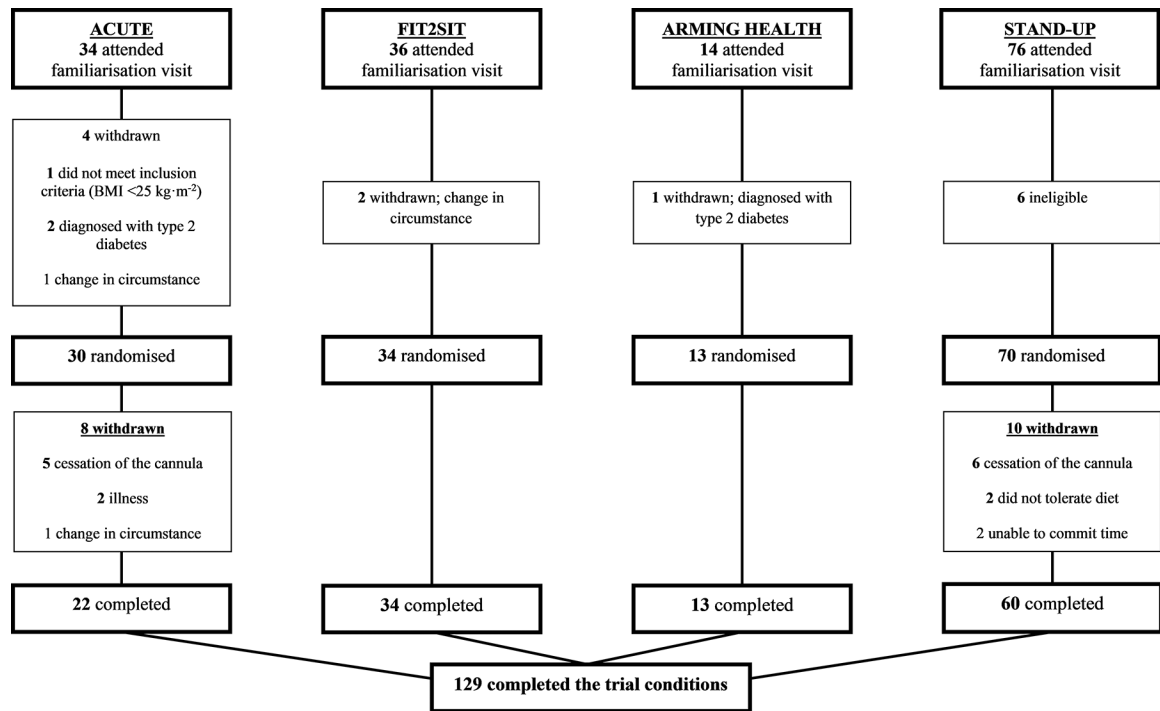 ACUTE
34 attended
familiarisation visit
4 withdrawn
1 did not meet inclusion
criteria (BMI <25 kg·m⁻²)
2 diagnosed with type 2
diabetes
1 change in circumstance
30 randomised
8 withdrawn
5 cessation of the cannula
2 illness
1 change in circumstance
22 completed
FIT2SIT
36 attended
familiarisation visit
2 withdrawn; change in
circumstance
34 randomised
34 completed
ARMING HEALTH
14 attended
familiarisation visit
1 withdrawn; diagnosed with
type 2 diabetes
13 randomised
13 completed
STAND-UP
76 attended
familiarisation visit
6 ineligible
70 randomised
10 withdrawn
6 cessation of the cannula
2 did not tolerate diet
2 unable to commit time
60 completed
129 completed the trial conditions